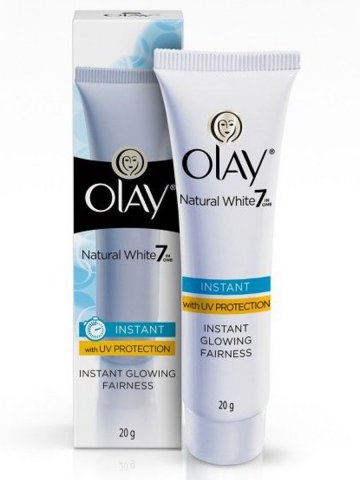 OLAY®
Natural White 7 IN ONE
INSTANT
with UV PROTECTION
INSTANT GLOWING
FAIRNESS
20 g
OLAY®
Natural White 7 IN ONE
INSTANT
with UV PROTECTION
INSTANT
GLOWING
FAIRNESS
20 g